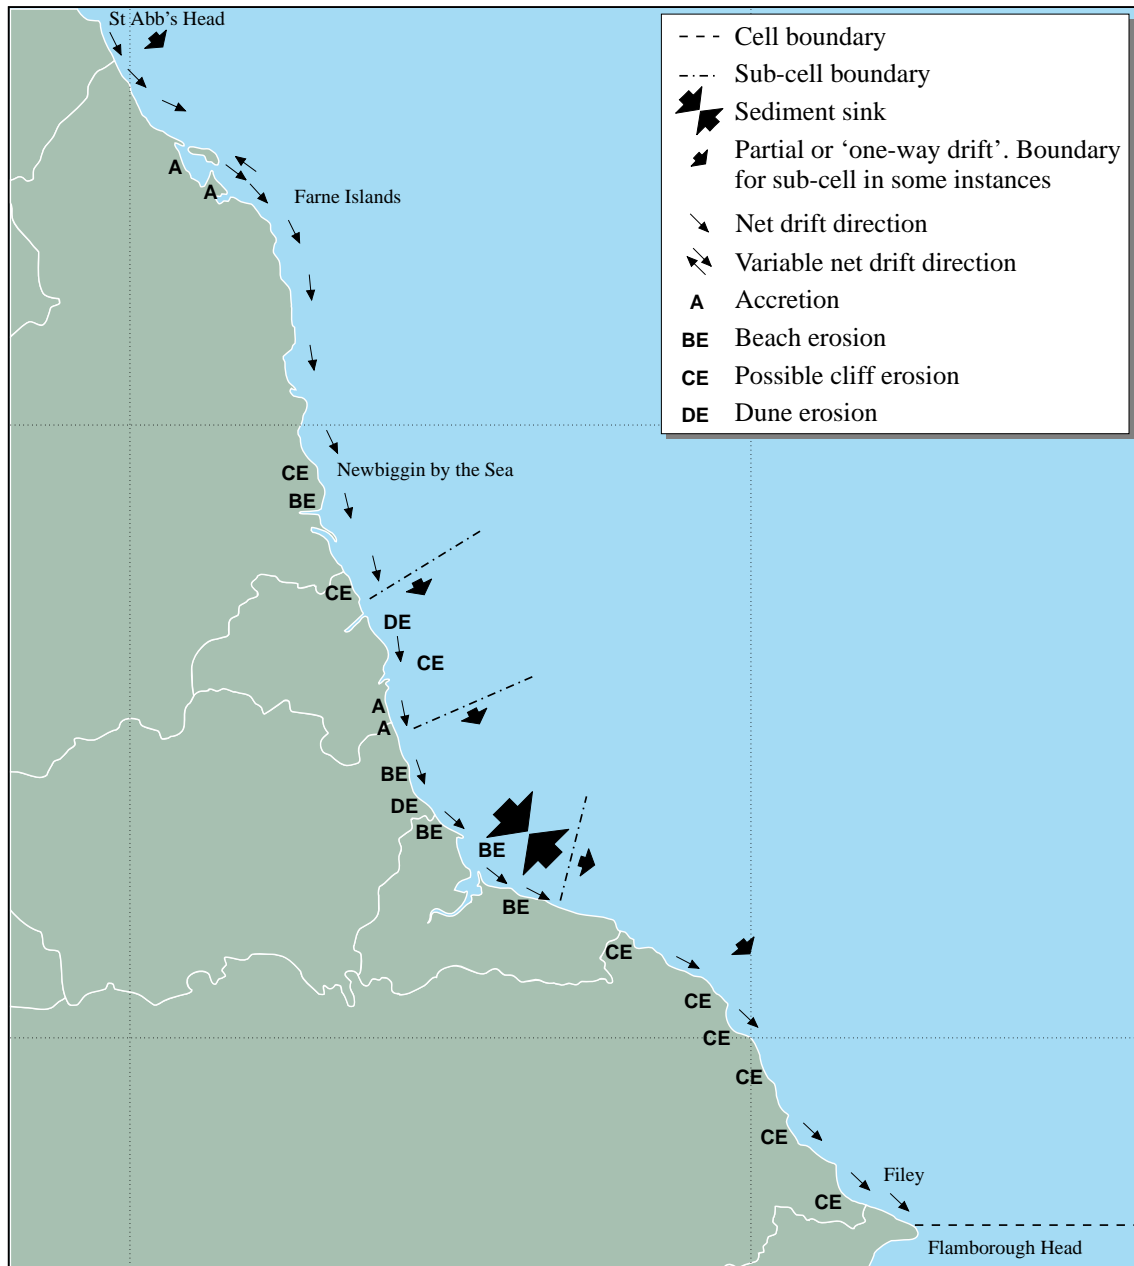 St Abb's Head
Cell boundary
Sub-cell boundary
Sediment sink
Partial or ‘one-way drift’. Boundary
for sub-cell in some instances
Net drift direction
Variable net drift direction
A Accretion
BE Beach erosion
CE Possible cliff erosion
DE Dune erosion
A
A
Farne Islands
CE
Newbiggin by the Sea
BE
CE
DE
CE
A
A
BE
DE
BE
BE
BE
CE
CE
CE
CE
CE
Filey
CE
Flamborough Head